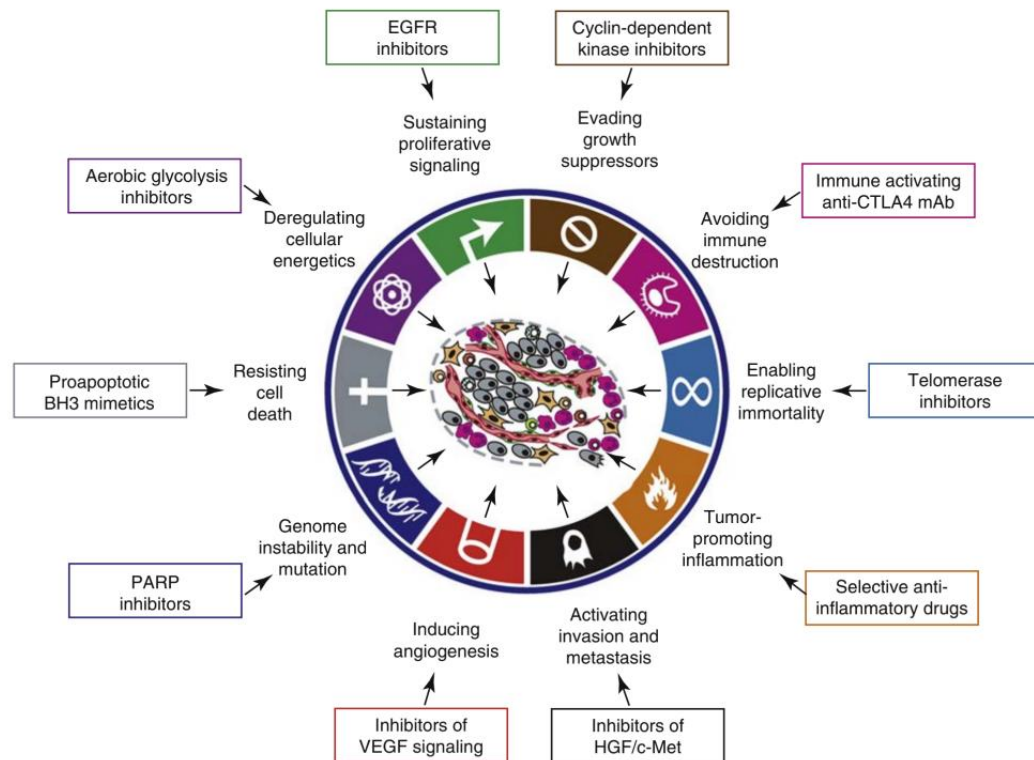 EGFR
inhibitors
Cyclin-dependent
kinase inhibitors
Sustaining
proliferative
signaling
Evading
growth
suppressors
Aerobic glycolysis
inhibitors
Immune activating
anti-CTLA4 mAb
Deregulating
cellular
energetics
Avoiding
immune
destruction
Proapoptotic
BH3 mimetics
Resisting
cell
death
Enabling
replicative
immortality
Telomerase
inhibitors
Genome
instability and
mutation
Tumor-
promoting
inflammation
PARP
inhibitors
Selective anti-
inflammatory drugs
Inducing
angiogenesis
Activating
invasion and
metastasis
Inhibitors of
VEGF signaling
Inhibitors of
HGF/c-Met